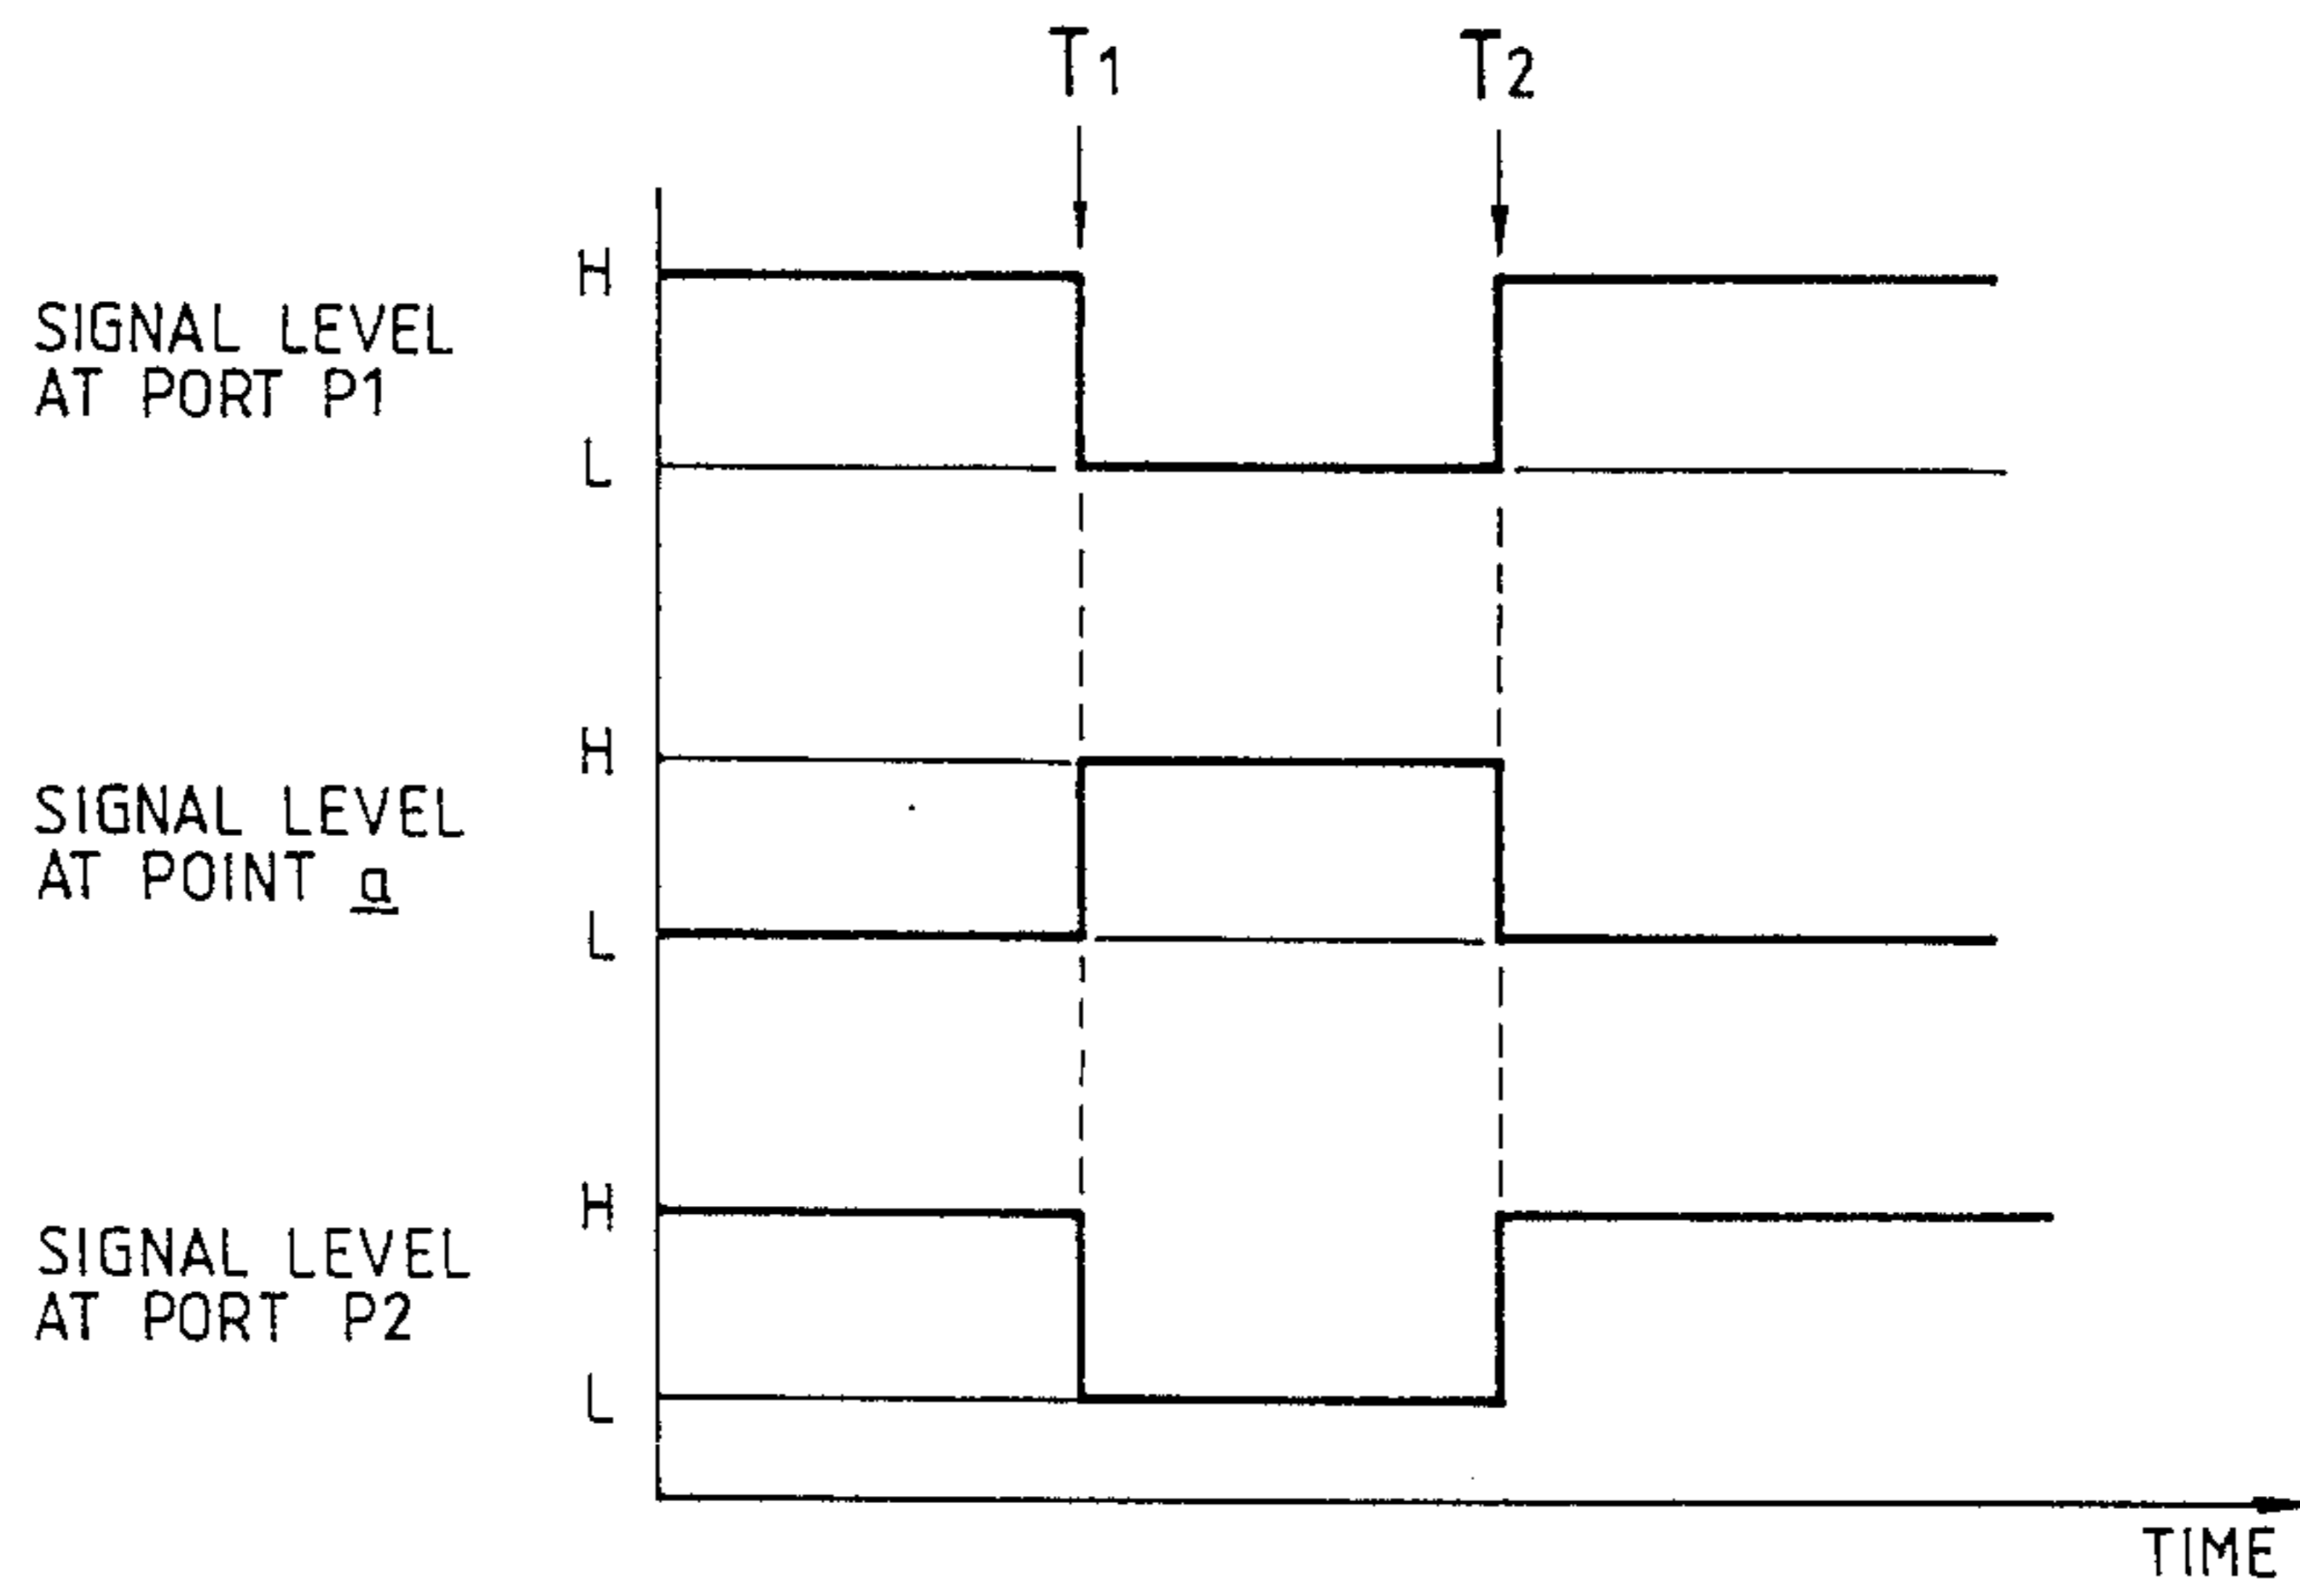 T1 T2
H
SIGNAL LEVEL
AT PORT P1
L
H
SIGNAL LEVEL
AT POINT a
L
H
SIGNAL LEVEL
AT PORT P2
L
TIME